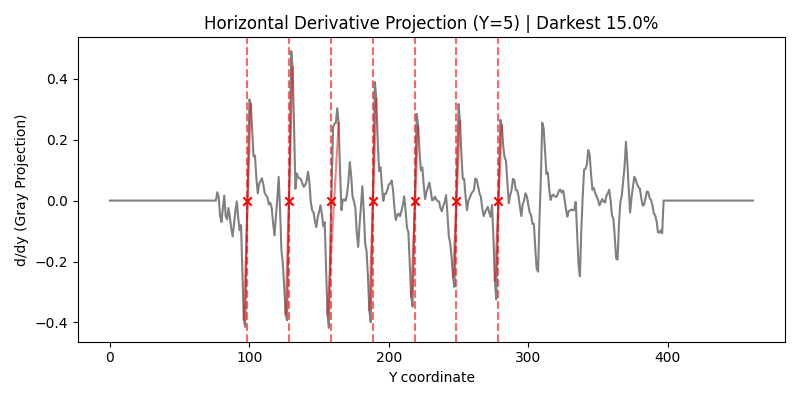 Horizontal Derivative Projection (Y=5) | Darkest 15.0%
d/dy (Gray Projection)
0.4
0.2
0.0
−0.2
−0.4
0 100 200 300 400
Y coordinate